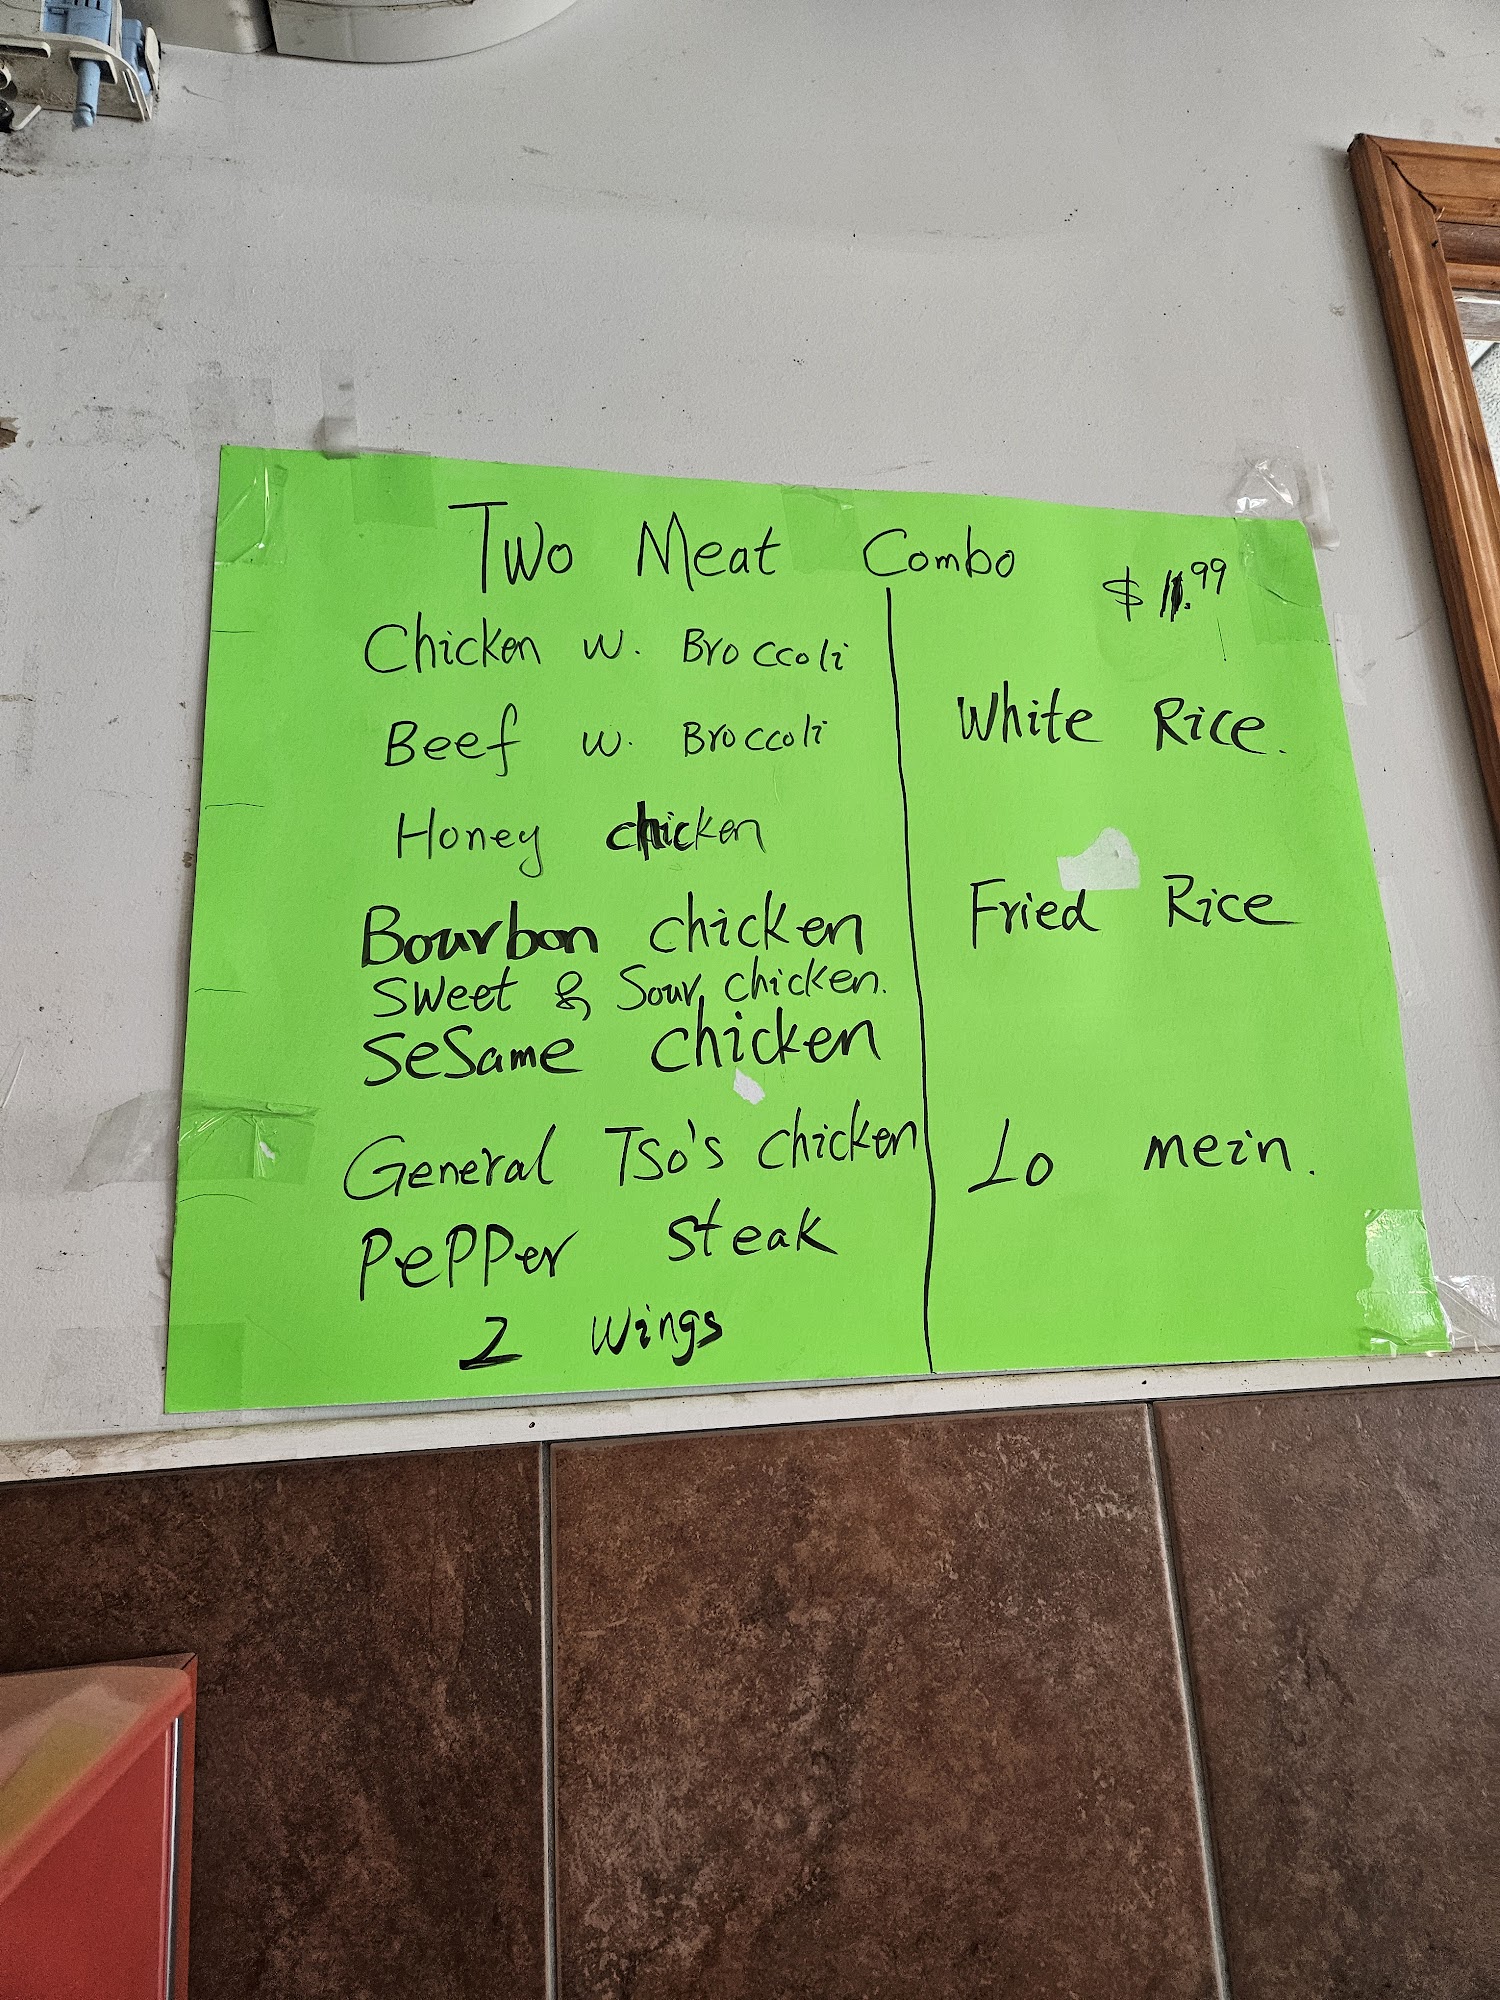 Two Meat Combo
$ 11.99
Chicken w. Broccoli
Beef w. Broccoli
Honey chicken
Bourbon chicken
Sweet & Sour, chicken.
Sesame chicken
General Tso's chicken
Pepper steak
2 wings
White Rice.
Fried Rice
Lo mein.